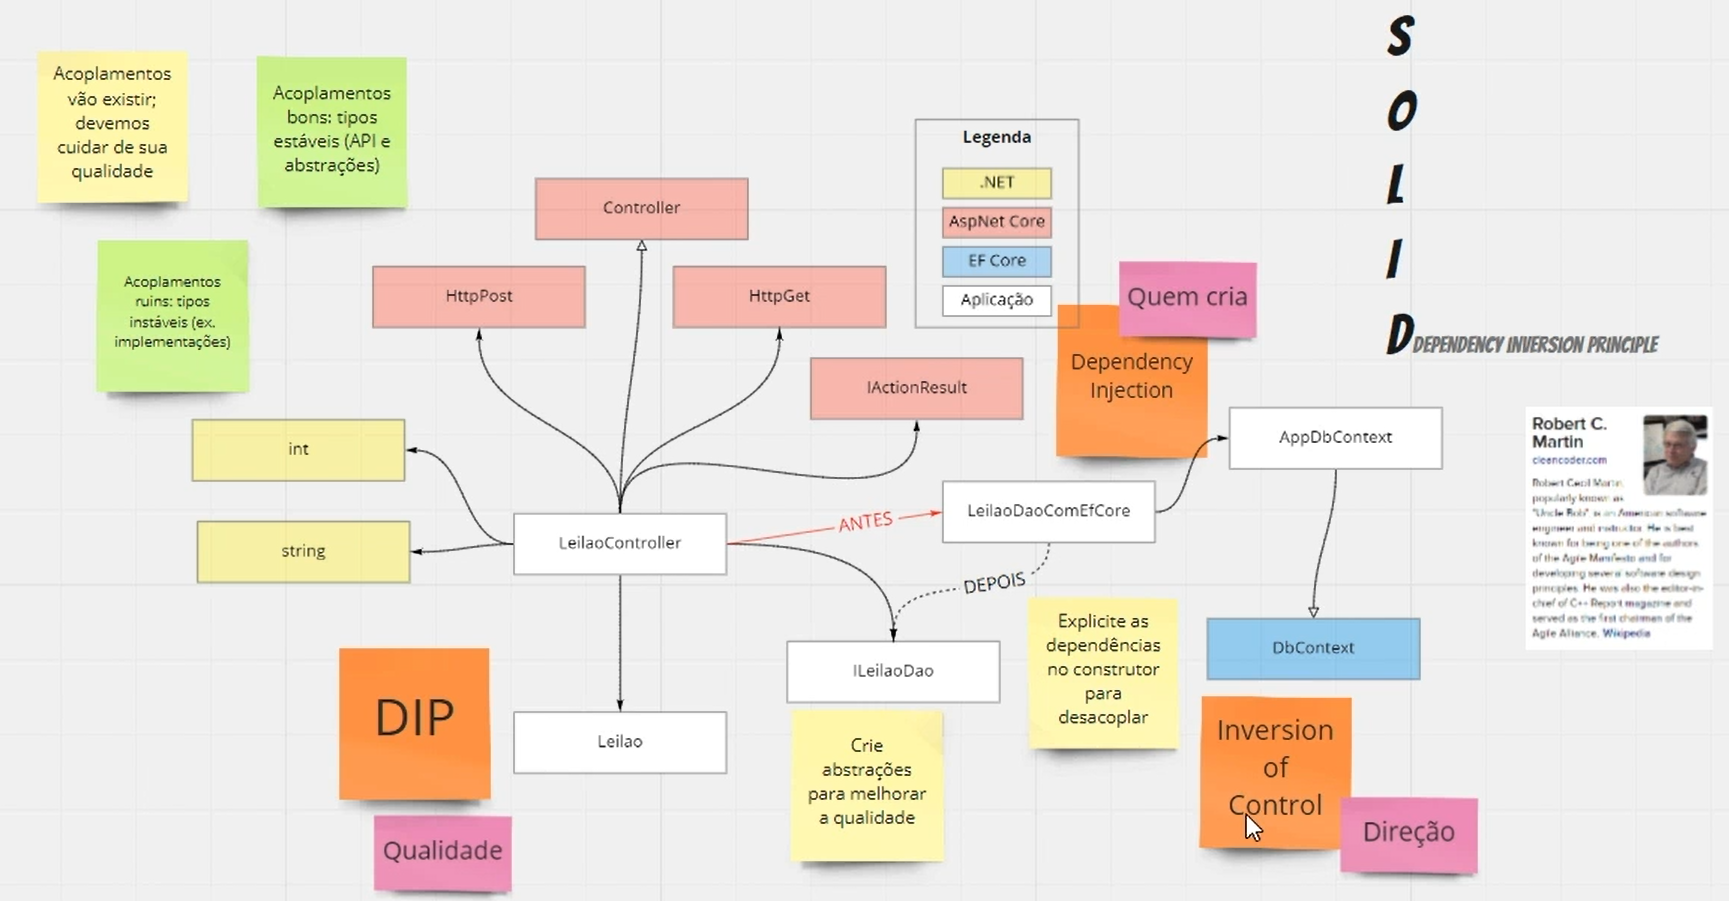 Acoplamentos
vão existir;
devemos
cuidar de sua
qualidade
Acoplamentos
bons: tipos
estáveis (API e
abstrações)
Acoplamentos
ruins: tipos
instáveis (ex.
implementações)
Controller
HttpPost
HttpGet
IActionResult
Legenda
.NET
AspNet Core
EF Core
Aplicação
Quem cria
Dependency
Injection
S
O
L
I
D DEPENDENCY INVERSION PRINCIPLE
int
string
LeilaoController
ANTES
LeilaoDaoComEfCore
DEPOIS
AppDbContext
DbContext
ILeilaoDao
Leilao
Explicite as
dependências
no construtor
para
desacoplar
Crie
abstrações
para melhorar
a qualidade
DIP
Qualidade
Inversion
of
Control
Direção
Robert C.
Martin
cleancoder.com
Robert Cecil Martin,
popularly known as
"Uncle Bob", is an American software
engineer and instructor. He is best
known for being one of the authors
of the Agile Manifesto and for
developing several software design
principles. He was also the editor-in-
chief of C++ Report magazine and
served as the first chairman of the
Agile Alliance. Wikipedia